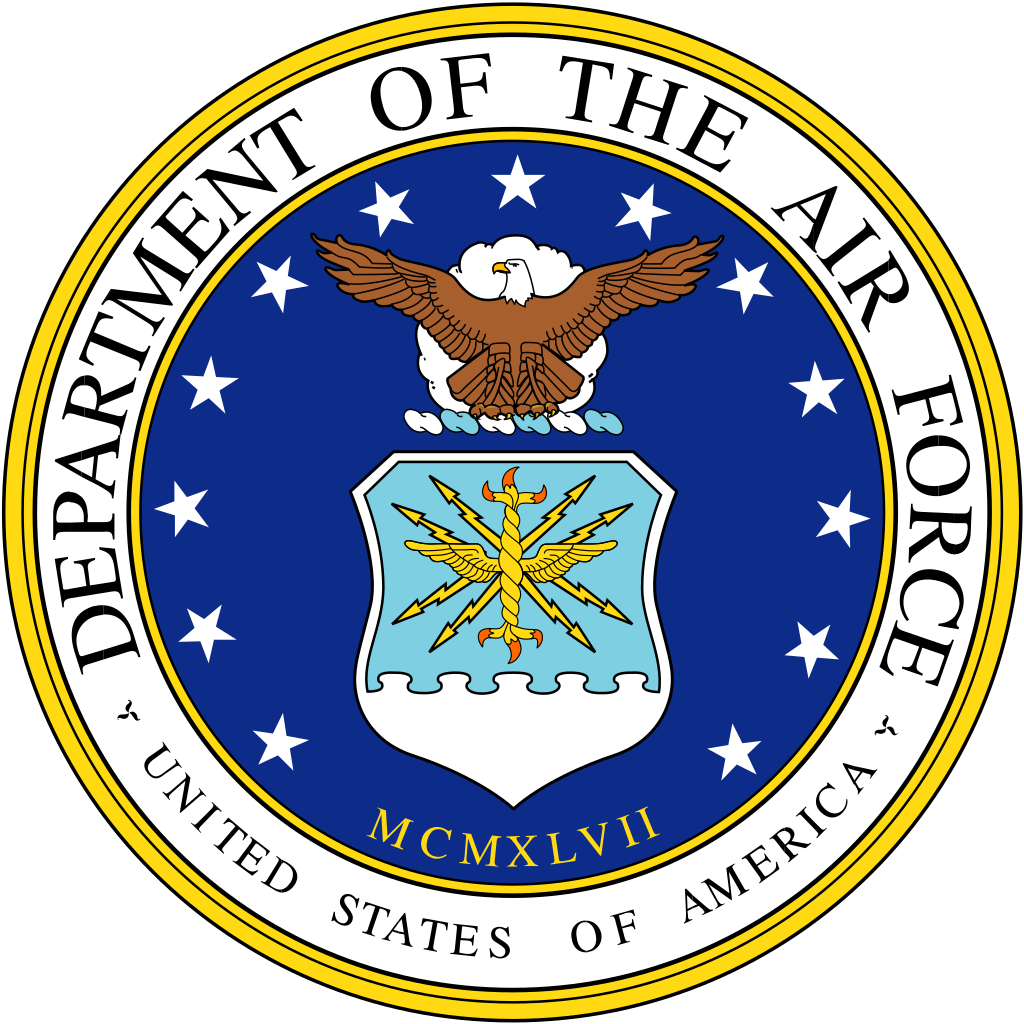 DEPARTMENT OF THE AIR FORCE
MCMXLVII
UNITED STATES OF AMERICA